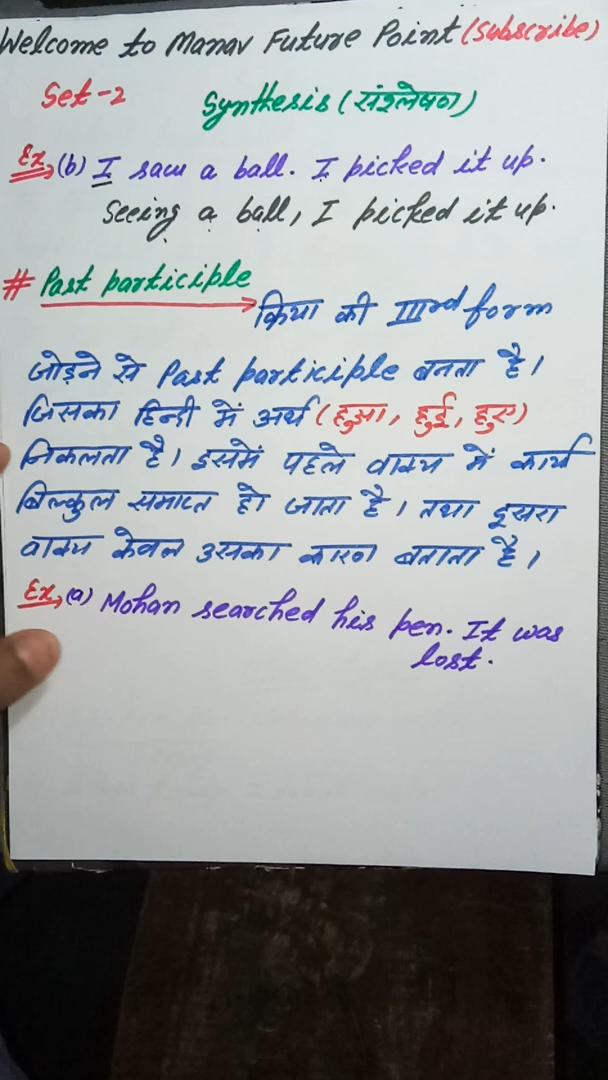 Welcome to Manav Future Point (Subscribe)
Set-2 Synthesis (संश्लेषण)
Ex, (b) I saw a ball. I picked it up.
Seeing a ball, I picked it up.
# Past participle
क्रिया की IIIrd form
जोड़ने से Past participle बनता है।
जिसका हिन्दी में अर्थ (हुआ, हुई, हुए)
निकलता है। इसमें पहले वाक्य में कार्य
बिल्कुल समाप्त हो जाता है। तथा दूसरा
वाक्य केवल उसका कारण बताता है।
Ex, (a) Mohan searched his pen. It was
lost.